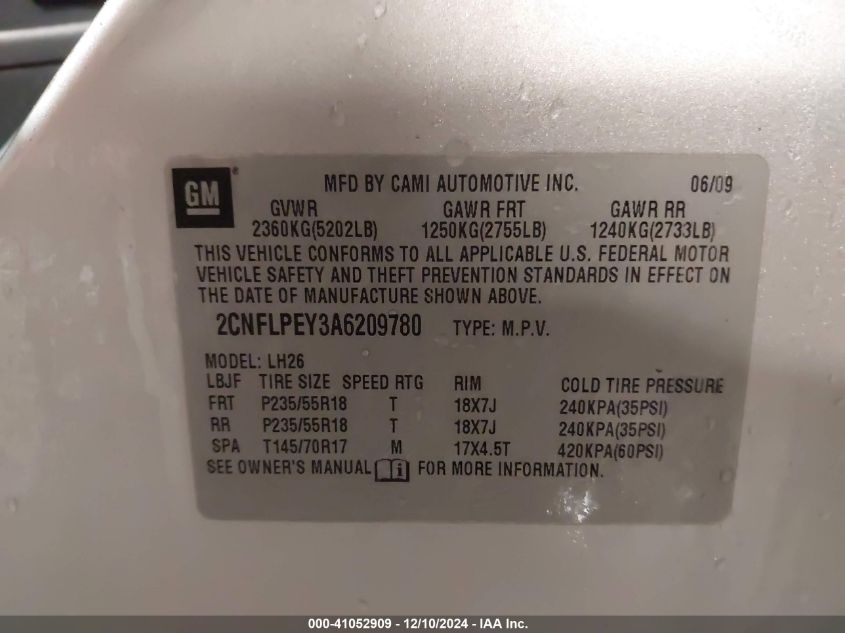 GM ®
MFD BY CAMI AUTOMOTIVE INC. 06/09
GVWR GAWR FRT GAWR RR
2360KG(5202LB) 1250KG(2755LB) 1240KG(2733LB)
THIS VEHICLE CONFORMS TO ALL APPLICABLE U.S. FEDERAL MOTOR
VEHICLE SAFETY AND THEFT PREVENTION STANDARDS IN EFFECT ON
THE DATE OF MANUFACTURE SHOWN ABOVE.
2CNFLPEY3A6209780 TYPE: M.P.V.
MODEL: LH26
LBJF TIRE SIZE SPEED RTG RIM COLD TIRE PRESSURE
FRT P235/55R18 T 18X7J 240KPA(35PSI)
RR P235/55R18 T 18X7J 240KPA(35PSI)
SPA T145/70R17 M 17X4.5T 420KPA(60PSI)
SEE OWNER'S MANUAL i FOR MORE INFORMATION.
000-41052909 - 12/10/2024 - IAA Inc.